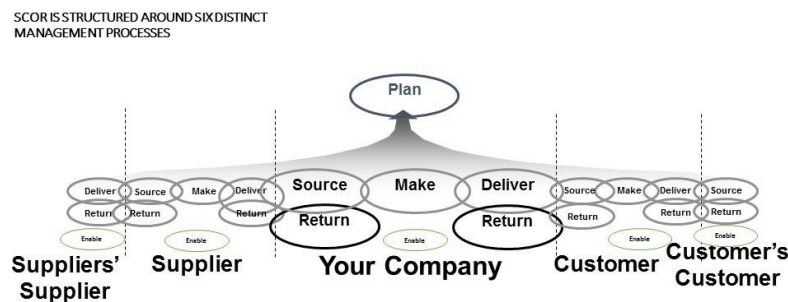 SCOR IS STRUCTURED AROUND SIX DISTINCT
MANAGEMENT PROCESSES
Plan
Deliver Source Make Deliver Source Make Deliver Source Make Deliver Source
Return Return Return Return Return Return Return Return
Enable Enable Enable Enable Enable
Suppliers' Supplier Your Company Customer Customer's
Supplier Customer